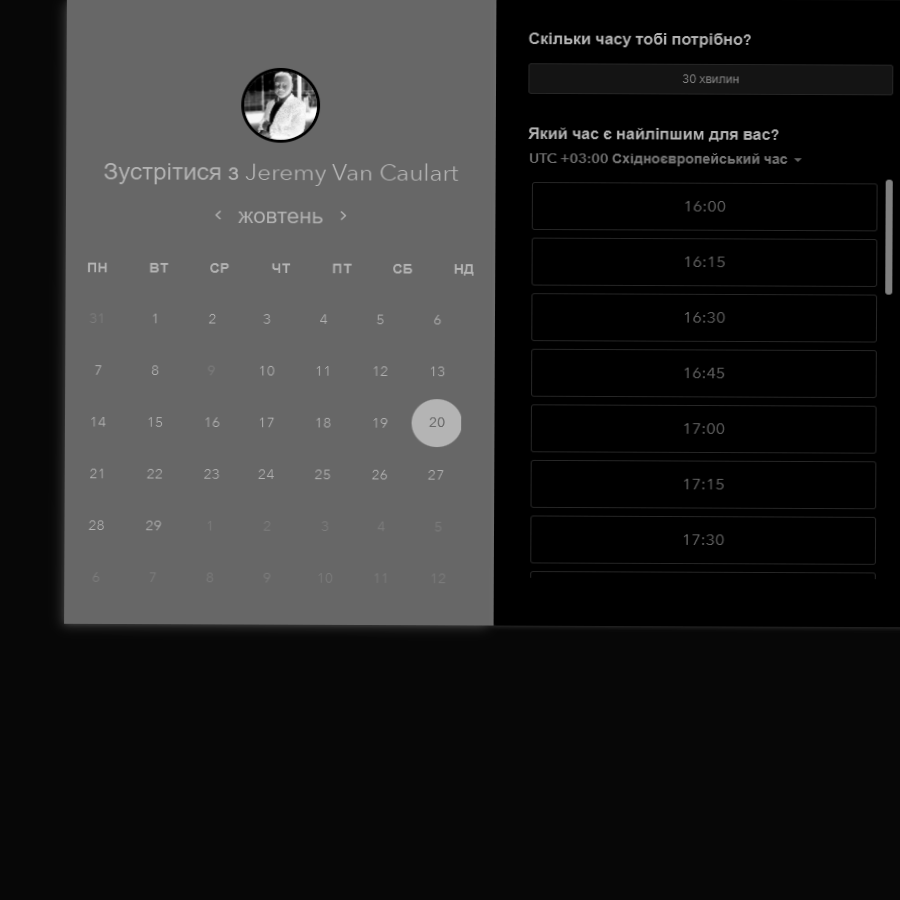 Зустрітися з Jeremy Van Caulart
жовтень
ПН ВТ СР ЧТ ПТ СБ НД
31 1 2 3 4 5 6
7 8 9 10 11 12 13
14 15 16 17 18 19 20
21 22 23 24 25 26 27
28 29 1 2 3 4 5
6 7 8 9 10 11 12
Скільки часу тобі потрібно?
30 хвилин
Який час є найліпшим для вас?
UTC +03:00 Східноєвропейський час
16:00
16:15
16:30
16:45
17:00
17:15
17:30